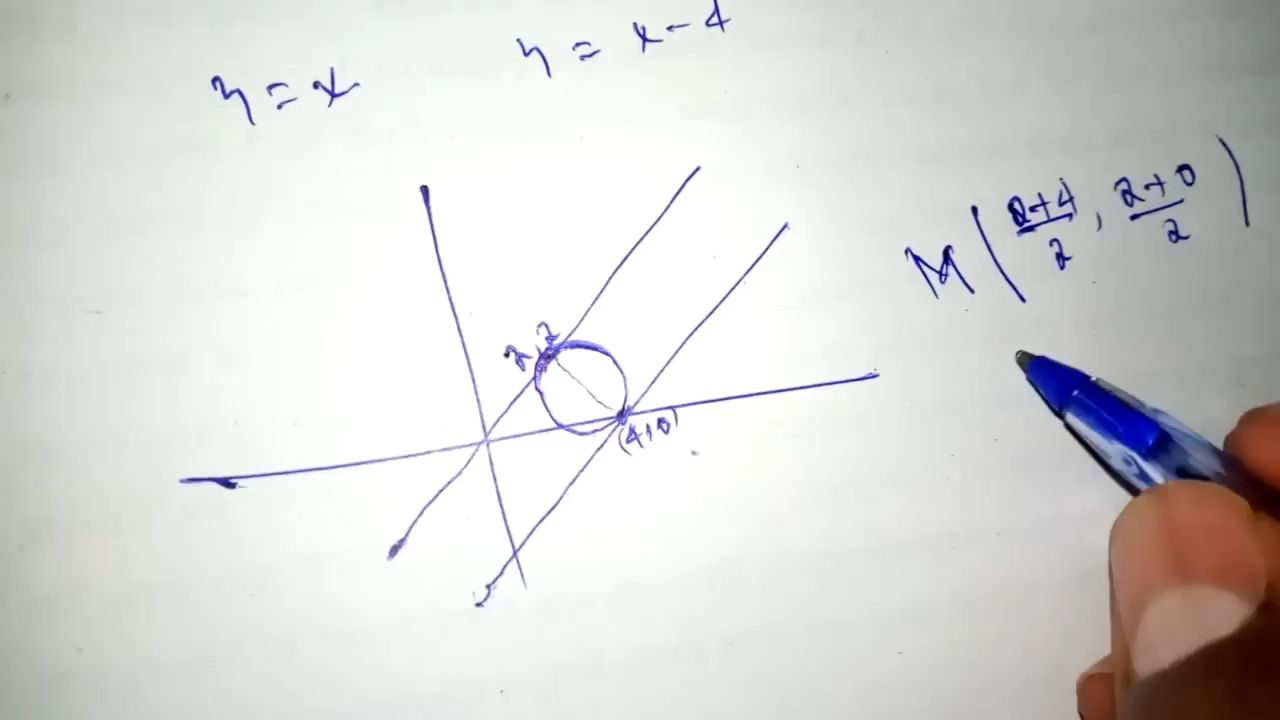 y = x
y = x - 4
M(2+4/2, 2+0/2)
2,2
(4,0)